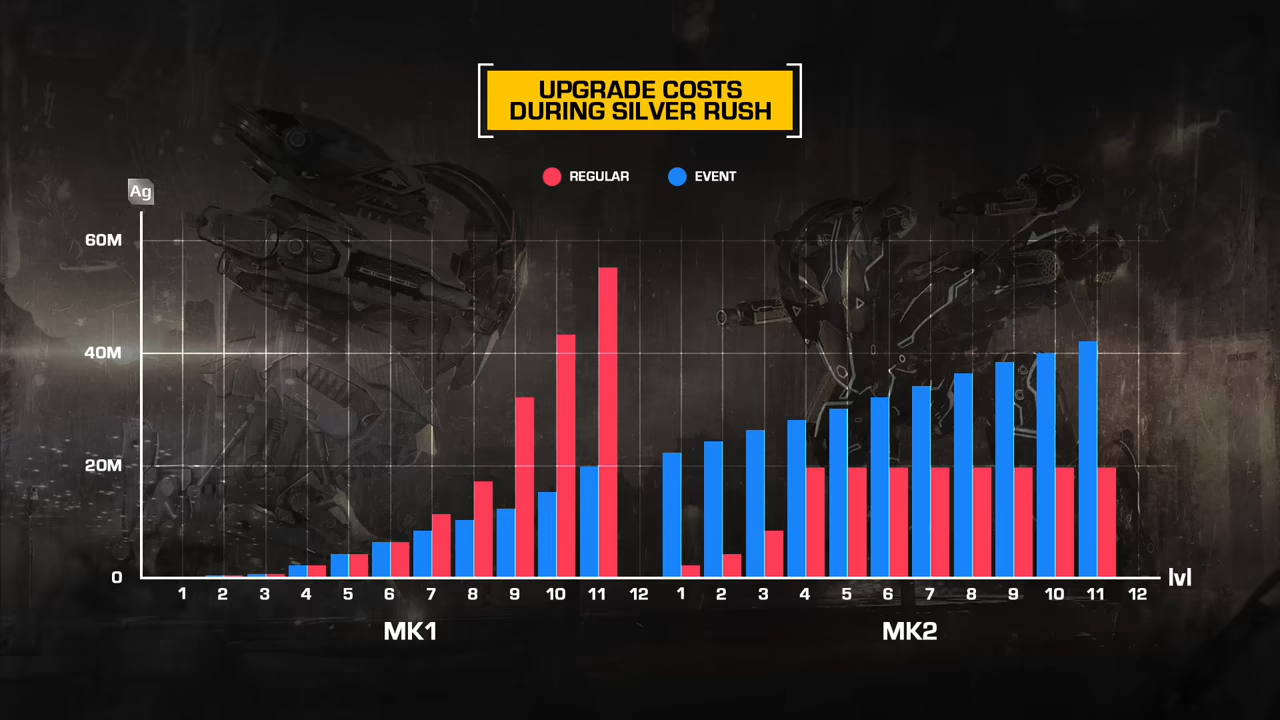 UPGRADE COSTS
DURING SILVER RUSH
REGULAR EVENT
Ag
60M
40M
20M
0
lvl
1 2 3 4 5 6 7 8 9 10 11 12 1 2 3 4 5 6 7 8 9 10 11 12
MK1 MK2